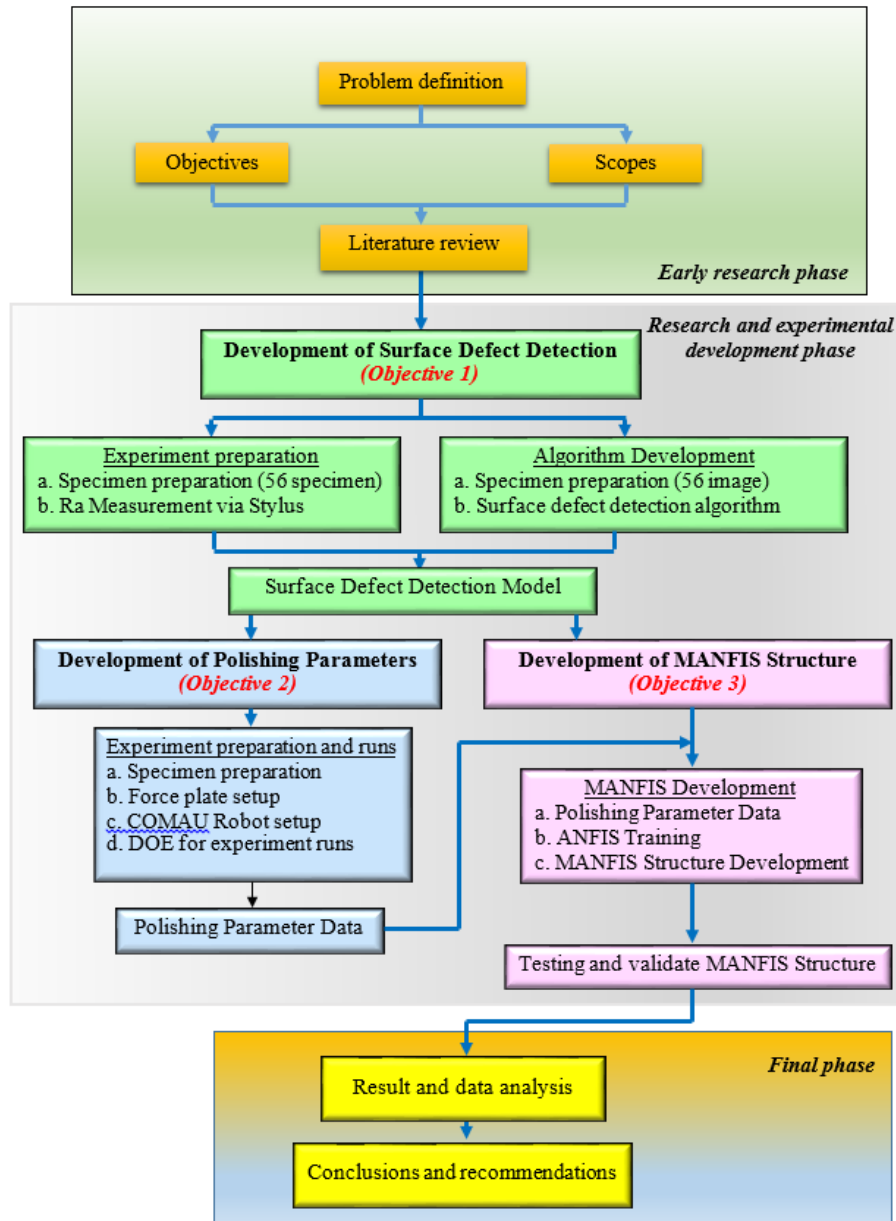 Problem definition
Objectives
Scopes
Literature review
Early research phase
Research and experimental
development phase
Development of Surface Defect Detection
(Objective 1)
Experiment preparation
a. Specimen preparation (56 specimen)
b. Ra Measurement via Stylus
Algorithm Development
a. Specimen preparation (56 image)
b. Surface defect detection algorithm
Surface Defect Detection Model
Development of Polishing Parameters
(Objective 2)
Development of MANFIS Structure
(Objective 3)
Experiment preparation and runs
a. Specimen preparation
b. Force plate setup
c. COMAU Robot setup
d. DOE for experiment runs
MANFIS Development
a. Polishing Parameter Data
b. ANFIS Training
c. MANFIS Structure Development
Polishing Parameter Data
Testing and validate MANFIS Structure
Final phase
Result and data analysis
Conclusions and recommendations